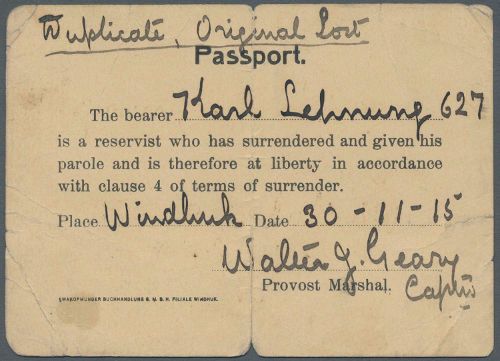 Duplicate, Original Lost
Passport.
The bearer Karl Lehnung 627
is a reservist who has surrendered and given his
parole and is therefore at liberty in accordance
with clause 4 of terms of surrender.
Place Windhuk Date 30-11-15
Walter J. Geary
Provost Marshal. Captn
SWAKOPMUNDER BUCHHANDLUNG G. M. B. H. FILIALE WINDHUK.